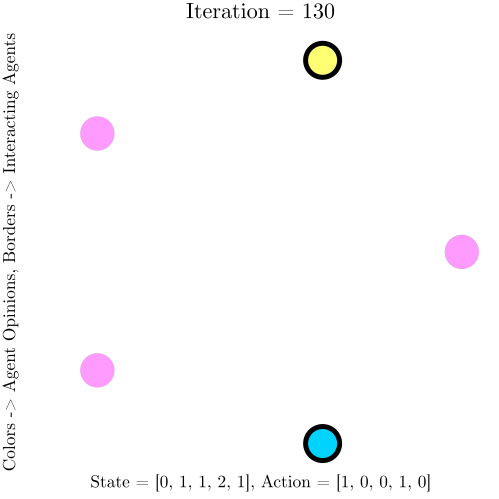 Iteration = 130
Colors -> Agent Opinions, Borders -> Interacting Agents
State = [0, 1, 1, 2, 1], Action = [1, 0, 0, 1, 0]